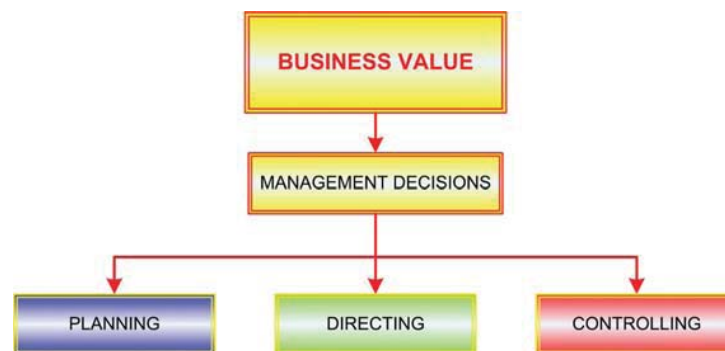 BUSINESS VALUE
MANAGEMENT DECISIONS
PLANNING
DIRECTING
CONTROLLING